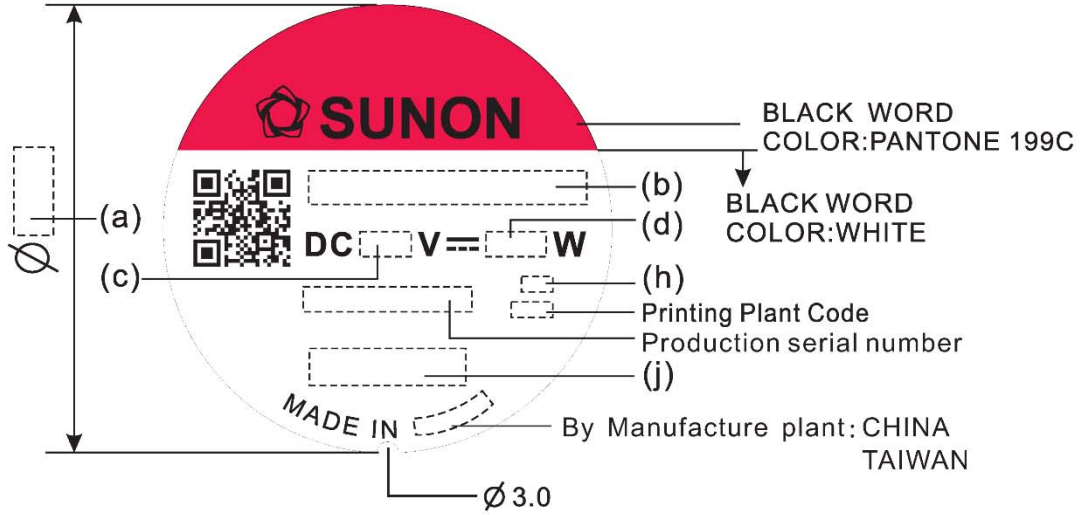 SUNON
BLACK WORD
COLOR:PANTONE 199C
(b)
(a)
BLACK WORD
COLOR:WHITE
(d)
DC V⎓ W
Ø
(c)
(h)
Printing Plant Code
Production serial number
(j)
MADE IN
By Manufacture plant: CHINA
TAIWAN
Ø 3.0